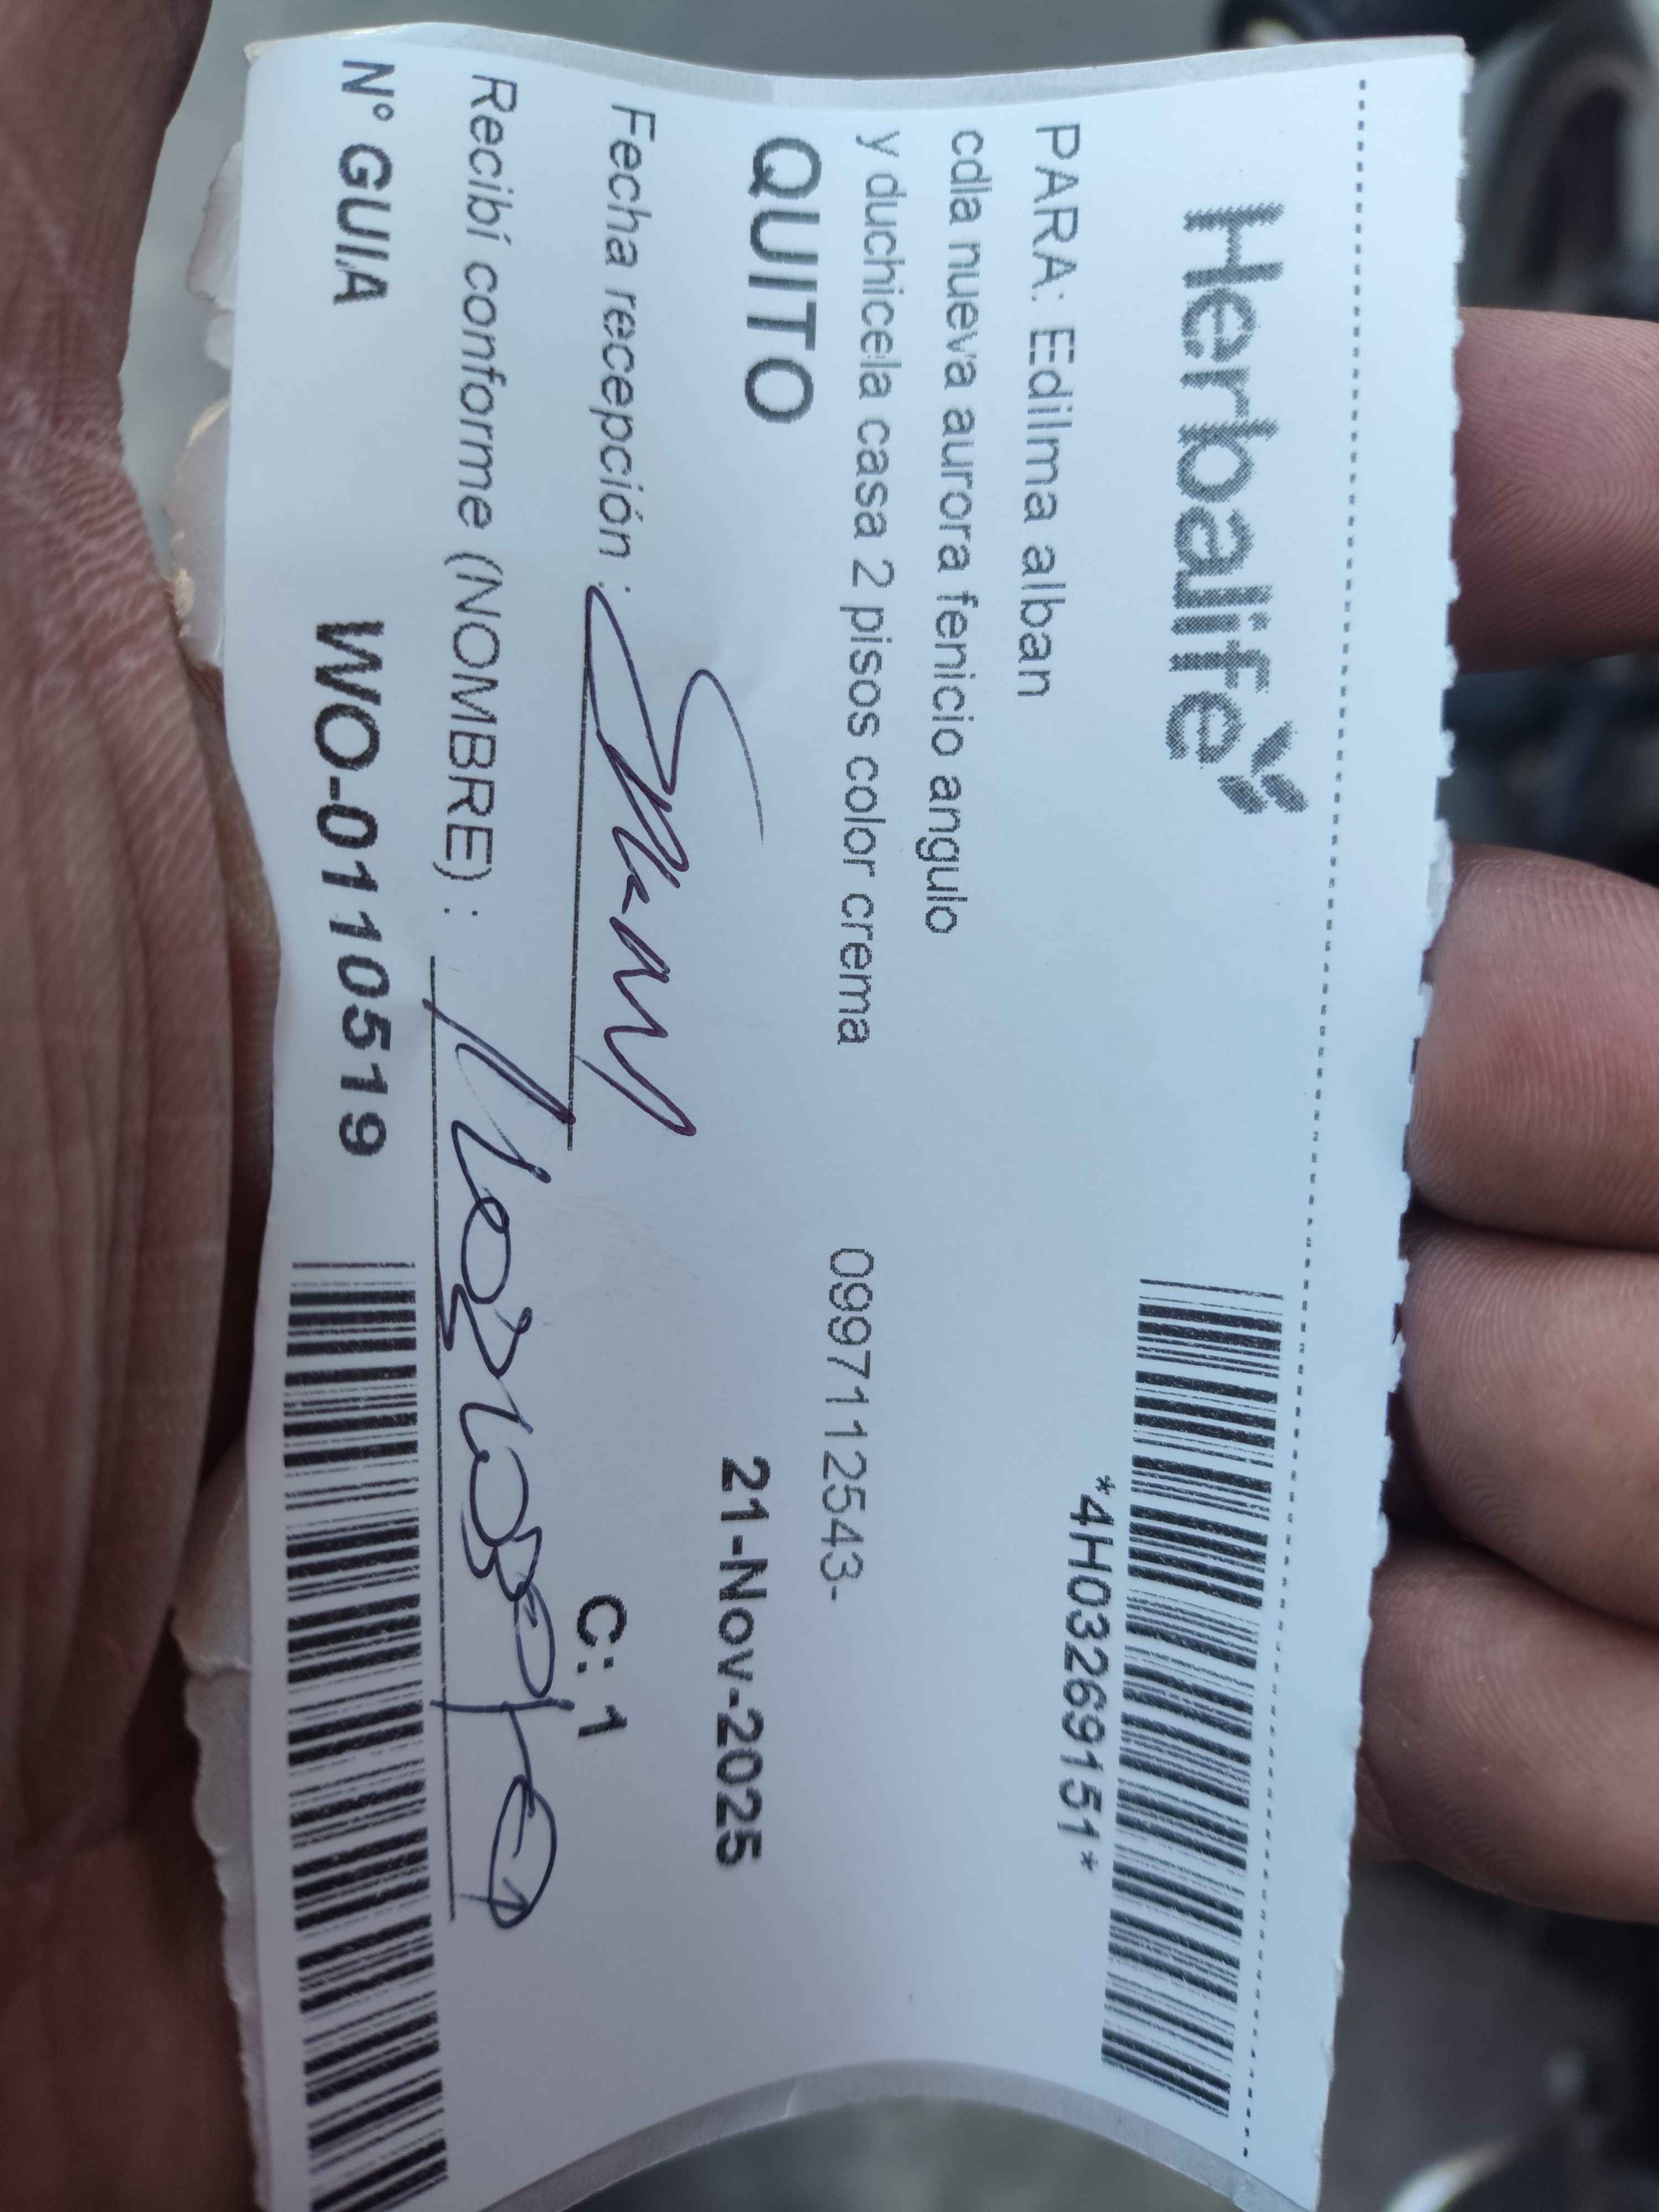 Herbalife
*4H03269151*
PARA: Edilma alban
cdla nueva aurora fenicio angulo
y duchicela casa 2 pisos color crema 0997112543-
QUITO 21-Nov-2025
Fecha recepción :
C: 1
Recibí conforme (NOMBRE) :
N° GUIA WO-0110519